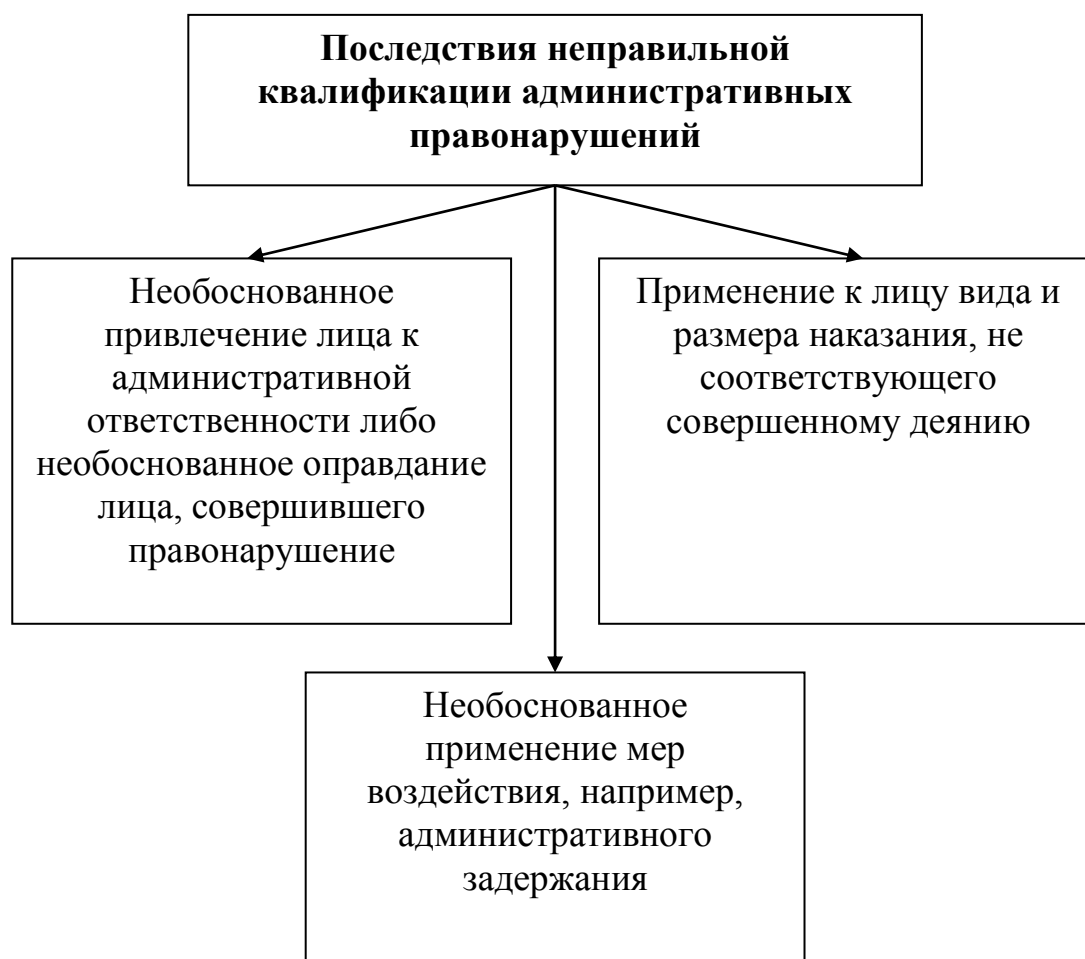 Последствия неправильной
квалификации административных
правонарушений
Необоснованное
привлечение лица к
административной
ответственности либо
необоснованное оправдание
лица, совершившего
правонарушение
Применение к лицу вида и
размера наказания, не
соответствующего
совершенному деянию
Необоснованное
применение мер
воздействия, например,
административного
задержания